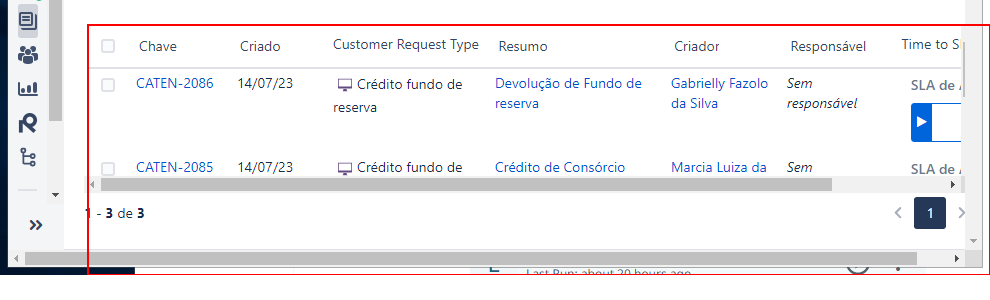 Chave Criado Customer Request Type Resumo Criador Responsável Time to
CATEN-2086 14/07/23 Crédito fundo de reserva Devolução de Fundo de reserva Gabrielly Fazolo da Silva Sem responsável SLA de
CATEN-2085 14/07/23 Crédito fundo de Crédito de Consórcio Marcia Luiza da Sem SLA de
1 - 3 de 3 1
Last Run: about 20 hours ago